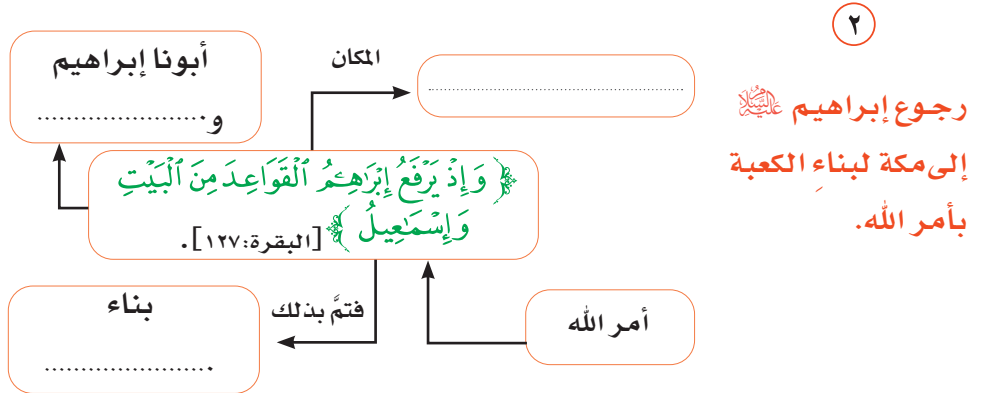 ٢
رجوع إبراهيم عليه السلام
إلى مكة لبناءِ الكعبة
بأمر الله.
المكان
..........................................................
أبونا إبراهيم
و......................
﴿ وَإِذْ يَرْفَعُ إِبْرَٰهِـۧمُ ٱلْقَوَاعِدَ مِنَ ٱلْبَيْتِ
وَإِسْمَـٰعِيلُ ﴾ [البقرة:١٢٧].
أمر الله
فتمَّ بذلك
بناء
......................